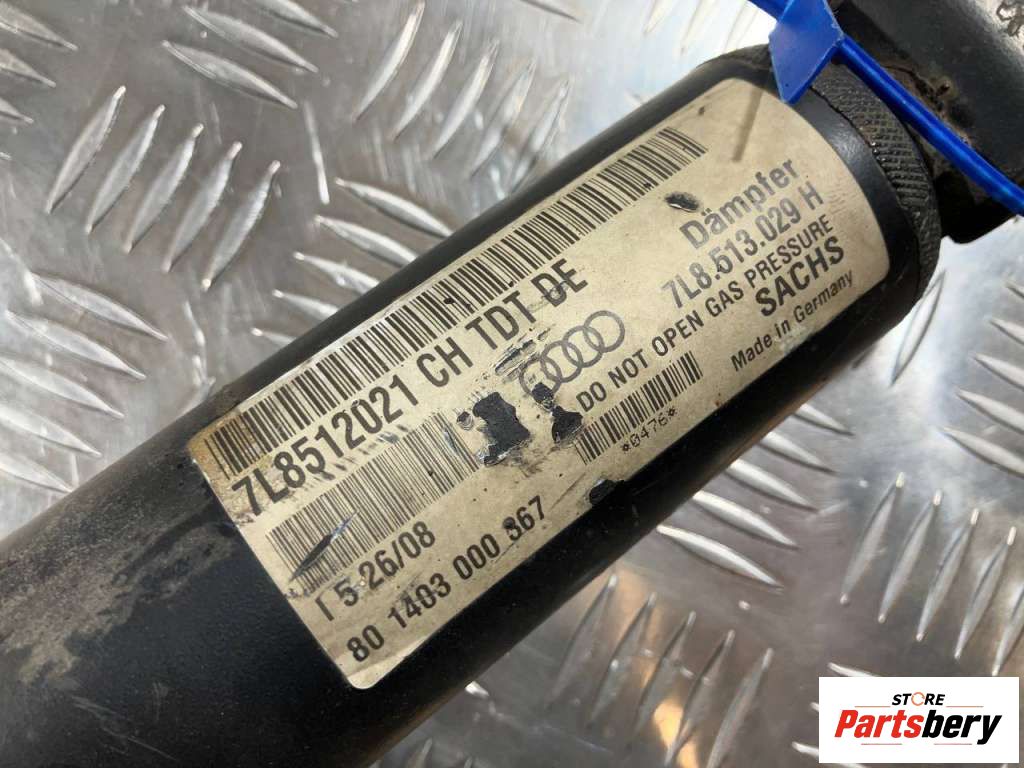 Dämpfer
7L8.513.029 H
DO NOT OPEN GAS PRESSURE
SACHS
Made in Germany
7L8512021 CH TDT DE
*0476*
I 5 26/08
80 1403 000 367
STORE
Partsbery